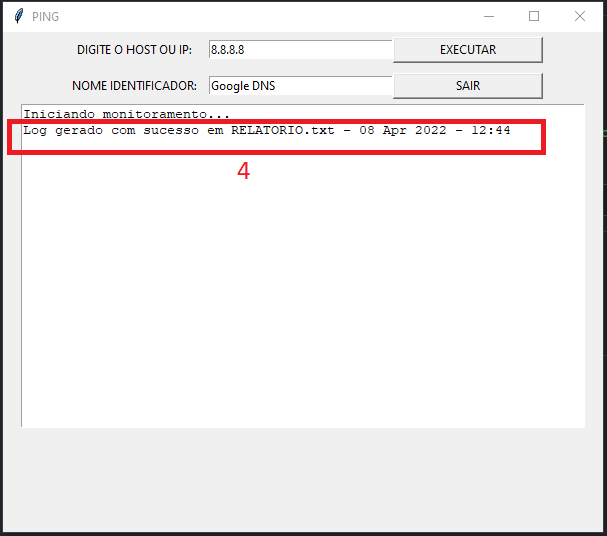 PING
DIGITE O HOST OU IP: 8.8.8.8 EXECUTAR
NOME IDENTIFICADOR: Google DNS SAIR
Iniciando monitoramento...
Log gerado com sucesso em RELATORIO.txt - 08 Apr 2022 - 12:44
4